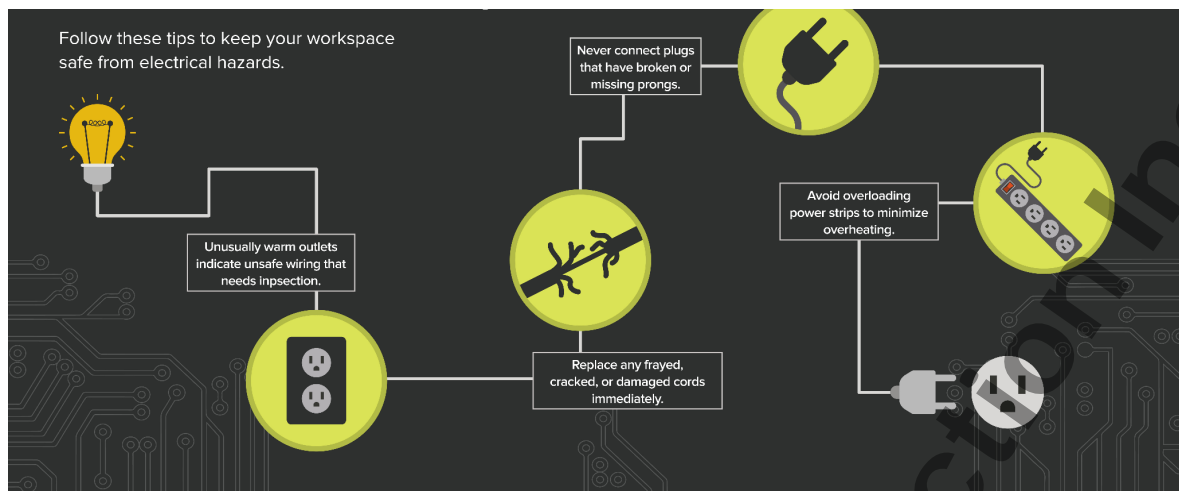 Follow these tips to keep your workspace
safe from electrical hazards.
Unusually warm outlets
indicate unsafe wiring that
needs inpsection.
Replace any frayed,
cracked, or damaged cords
immediately.
Never connect plugs
that have broken or
missing prongs.
Avoid overloading
power strips to minimize
overheating.